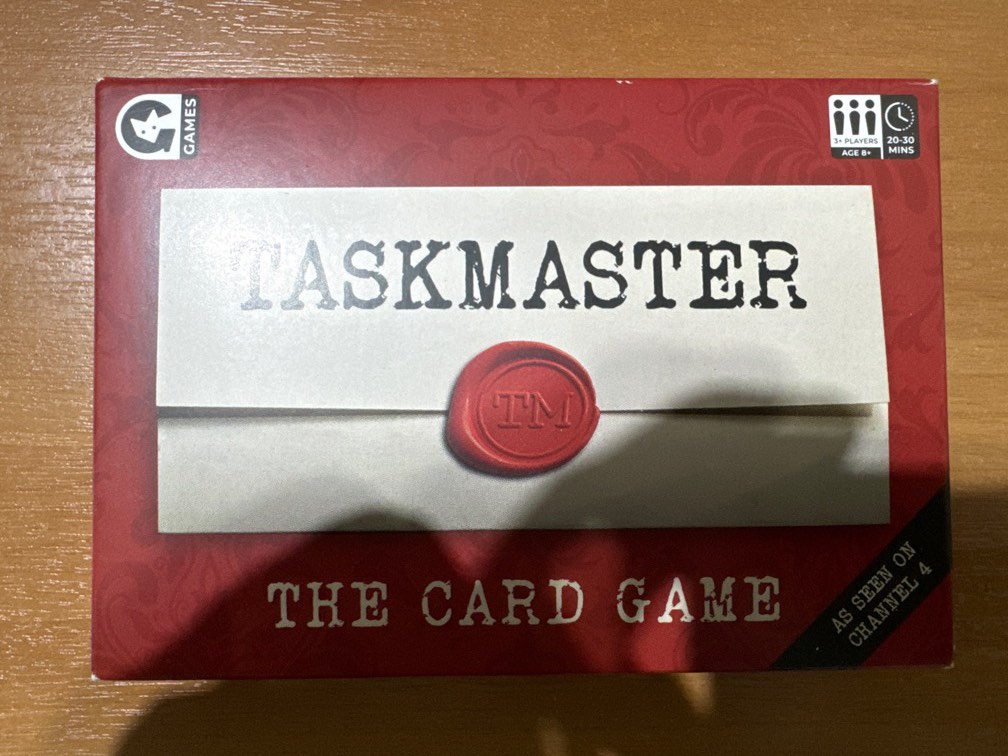 GAMES
3+ PLAYERS
AGE 8+
20-30
MINS
TASKMASTER
TM
THE CARD GAME
AS SEEN ON
CHANNEL 4